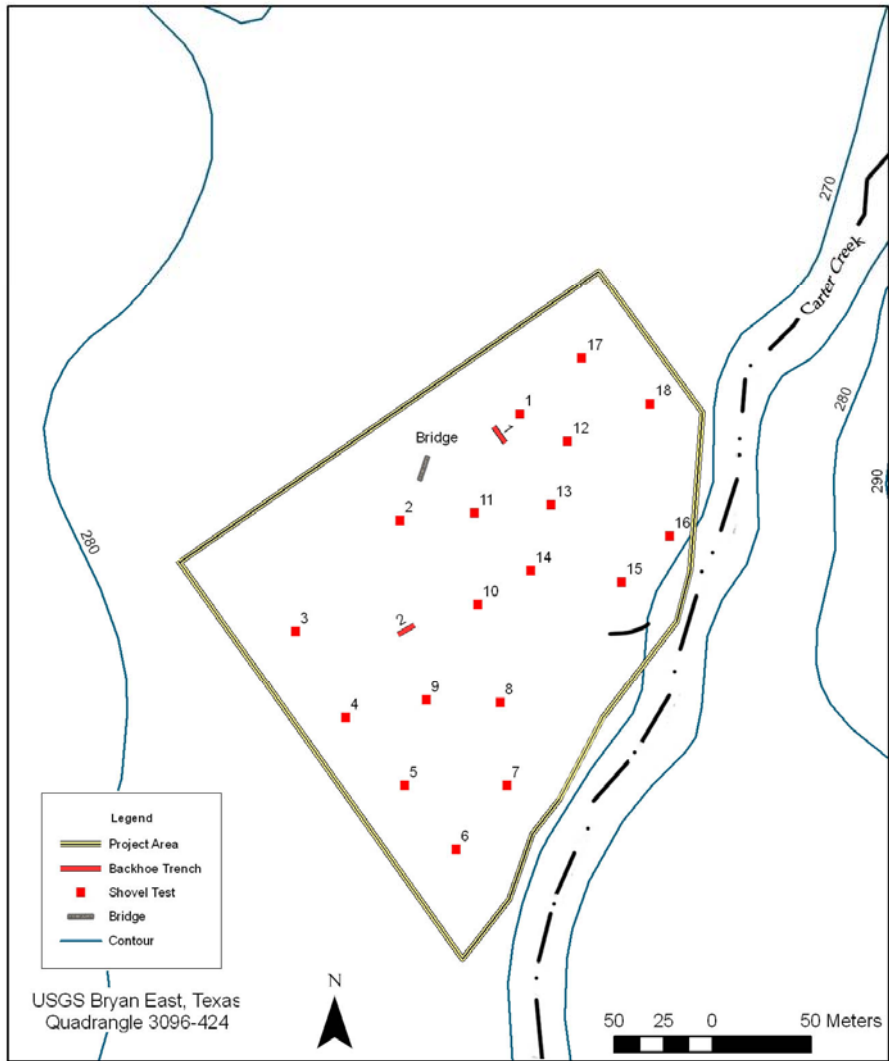 270
Carter Creek
17
18
1
1
12
Bridge
280
290
2
11
13
16
280
14
15
10
3
2
9
8
4
5
7
6
Legend
Project Area
Backhoe Trench
Shovel Test
Bridge
Contour
N
USGS Bryan East, Texas
Quadrangle 3096-424
50 25 0 50 Meters